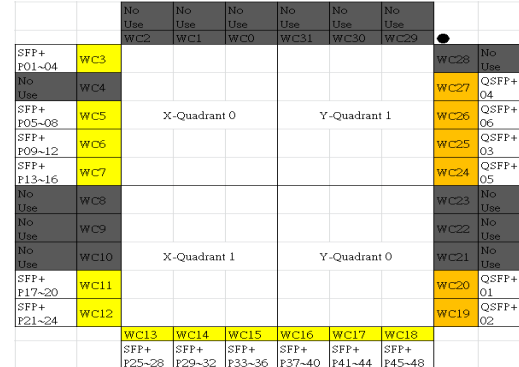 No Use No Use No Use No Use No Use No Use
WC2 WC1 WC0 WC31 WC30 WC29
SFP+ P01~04 WC3 WC28 No Use
No Use WC4 WC27 QSFP+ 04
SFP+ P05~08 WC5 X-Quadrant 0 Y-Quadrant 1 WC26 QSFP+ 06
SFP+ P09~12 WC6 WC25 QSFP+ 03
SFP+ P13~16 WC7 WC24 QSFP+ 05
No Use WC8 WC23 No Use
No Use WC9 WC22 No Use
No Use WC10 X-Quadrant 1 Y-Quadrant 0 WC21 No Use
SFP+ P17~20 WC11 WC20 QSFP+ 01
SFP+ P21~24 WC12 WC19 QSFP+ 02
WC13 WC14 WC15 WC16 WC17 WC18
SFP+ P25~28 SFP+ P29~32 SFP+ P33~36 SFP+ P37~40 SFP+ P41~44 SFP+ P45~48